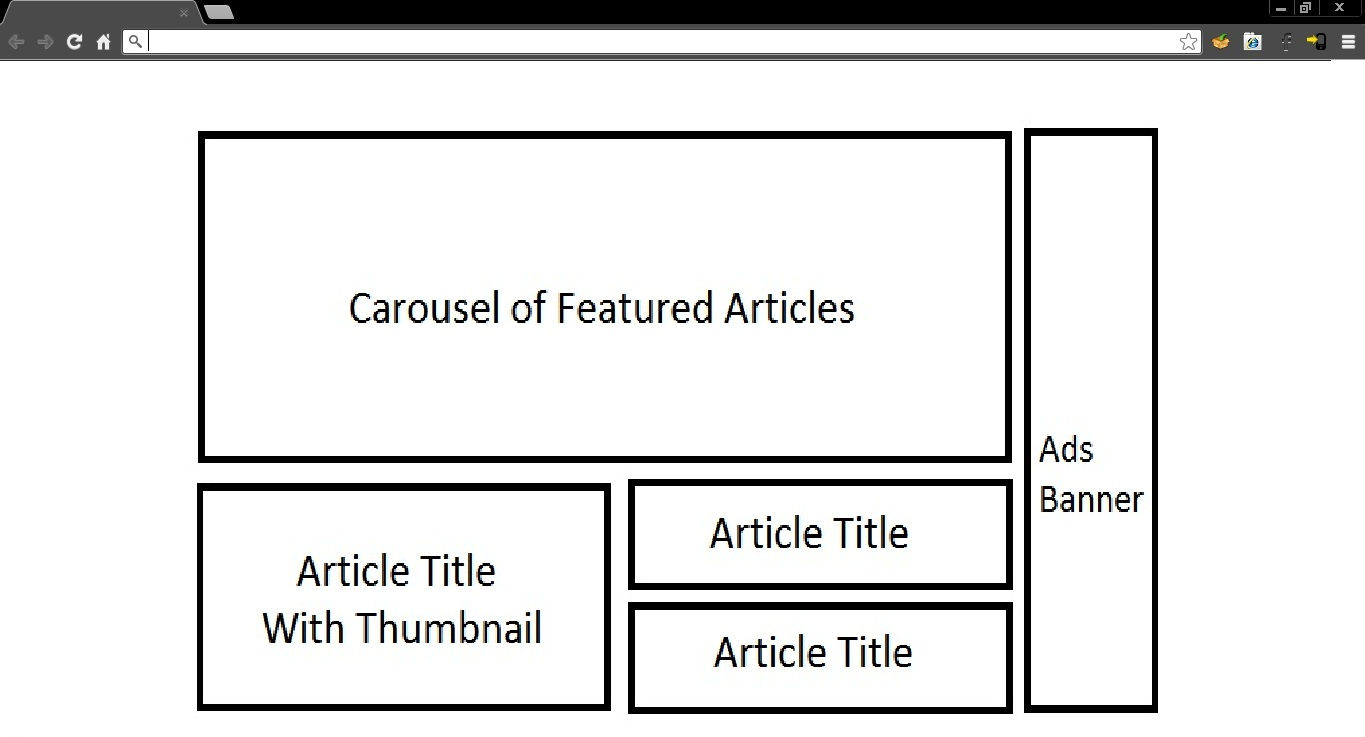 Carousel of Featured Articles
Ads
Banner
Article Title
With Thumbnail
Article Title
Article Title